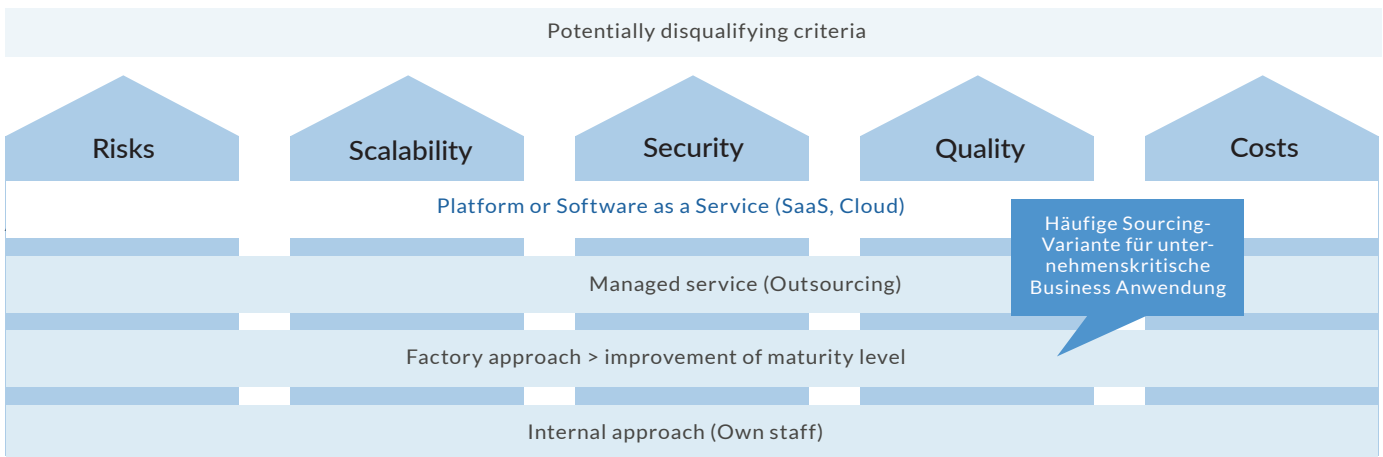 Potentially disqualifying criteria
Risks
Scalability
Security
Quality
Costs
Platform or Software as a Service (SaaS, Cloud)
Häufige Sourcing-
Variante für unter-
nehmenskritische
Business Anwendung
Managed service (Outsourcing)
Factory approach > improvement of maturity level
Internal approach (Own staff)